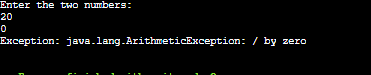 Enter the two numbers:
20
0
Exception: java.lang.ArithmeticException: / by zero